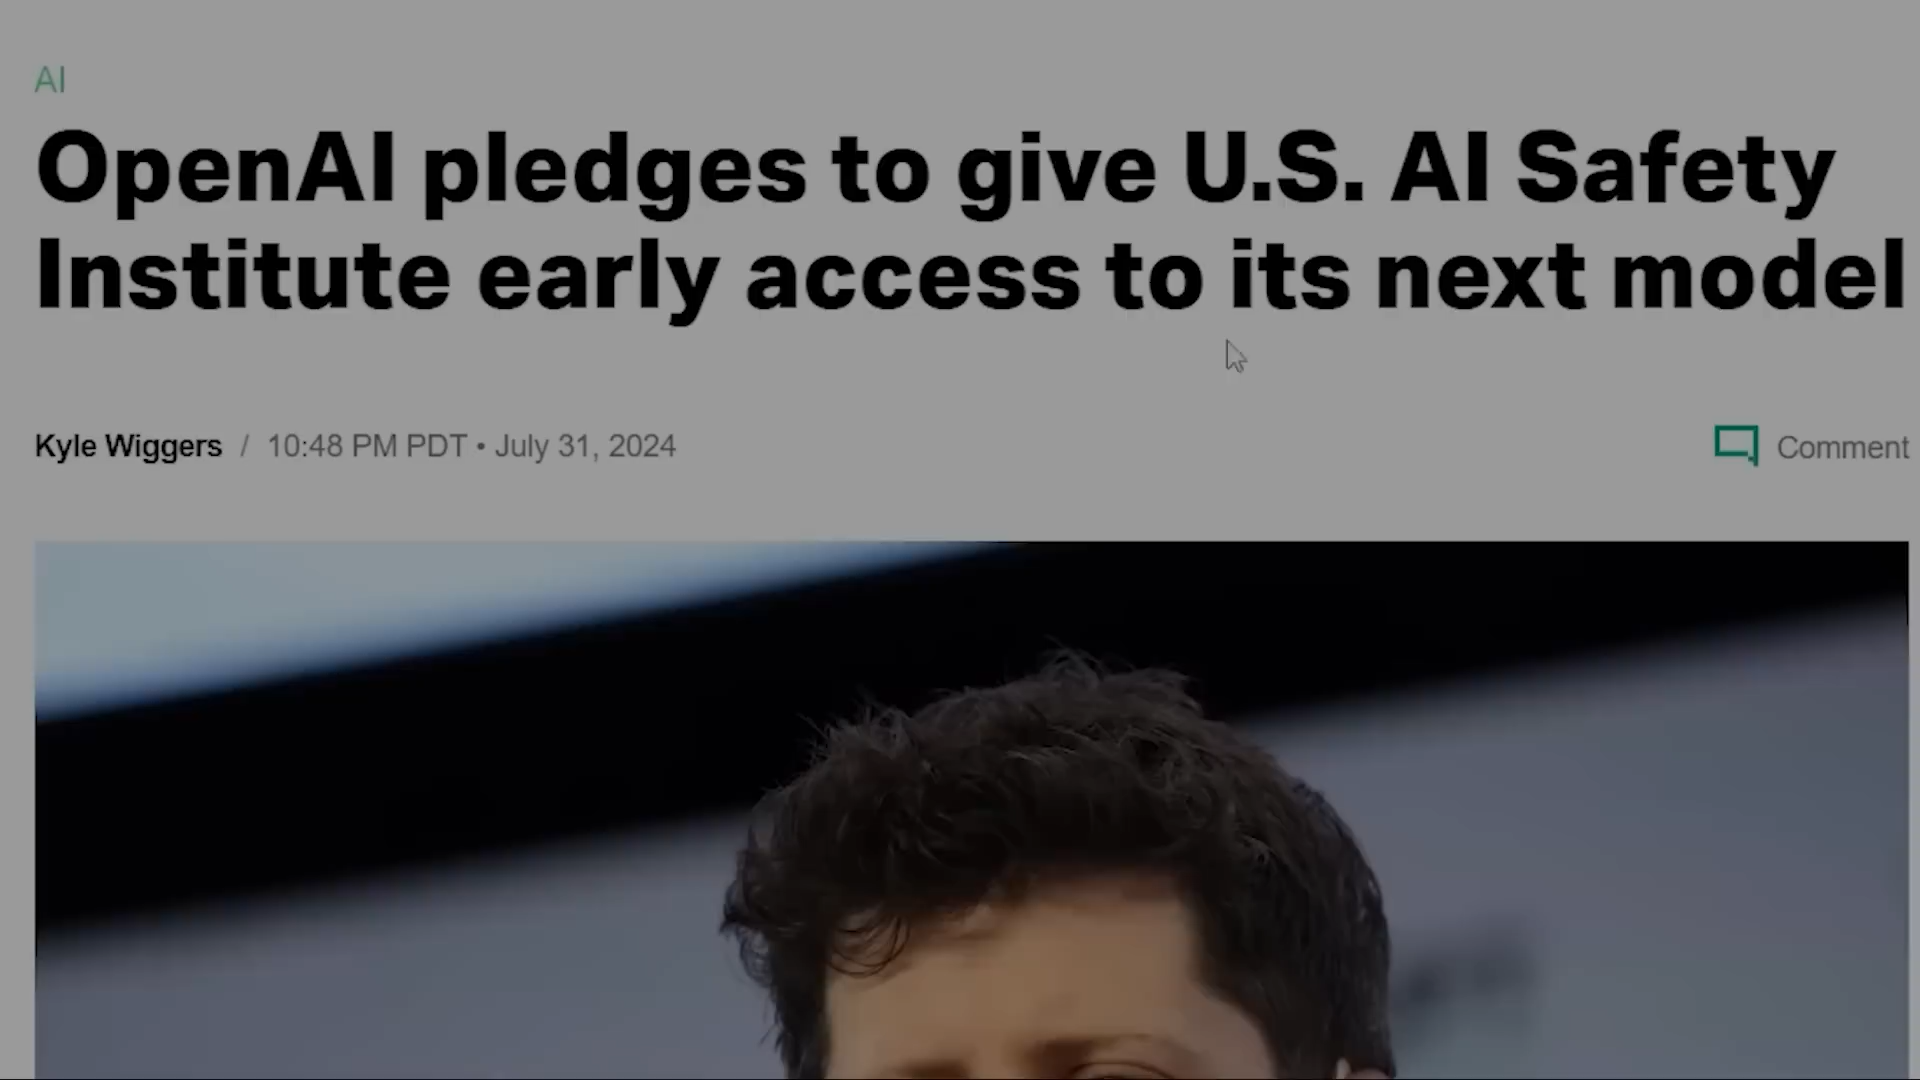 AI
OpenAI pledges to give U.S. AI Safety
Institute early access to its next model
Kyle Wiggers / 10:48 PM PDT • July 31, 2024
Comment